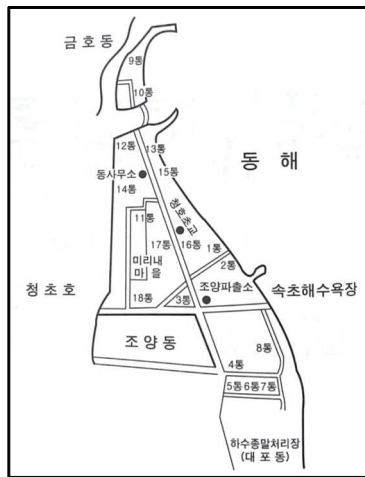 금호동
9통
10통
12통
13통
동 해
동사무소
15통
14통
청호초교
11통
17통
16통
1통
미리내
마을
2통
청초호
18통
3통
조양파출소
속초해수욕장
조양동
8통
4통
5통 6통 7통
하수종말처리장
(대포동)